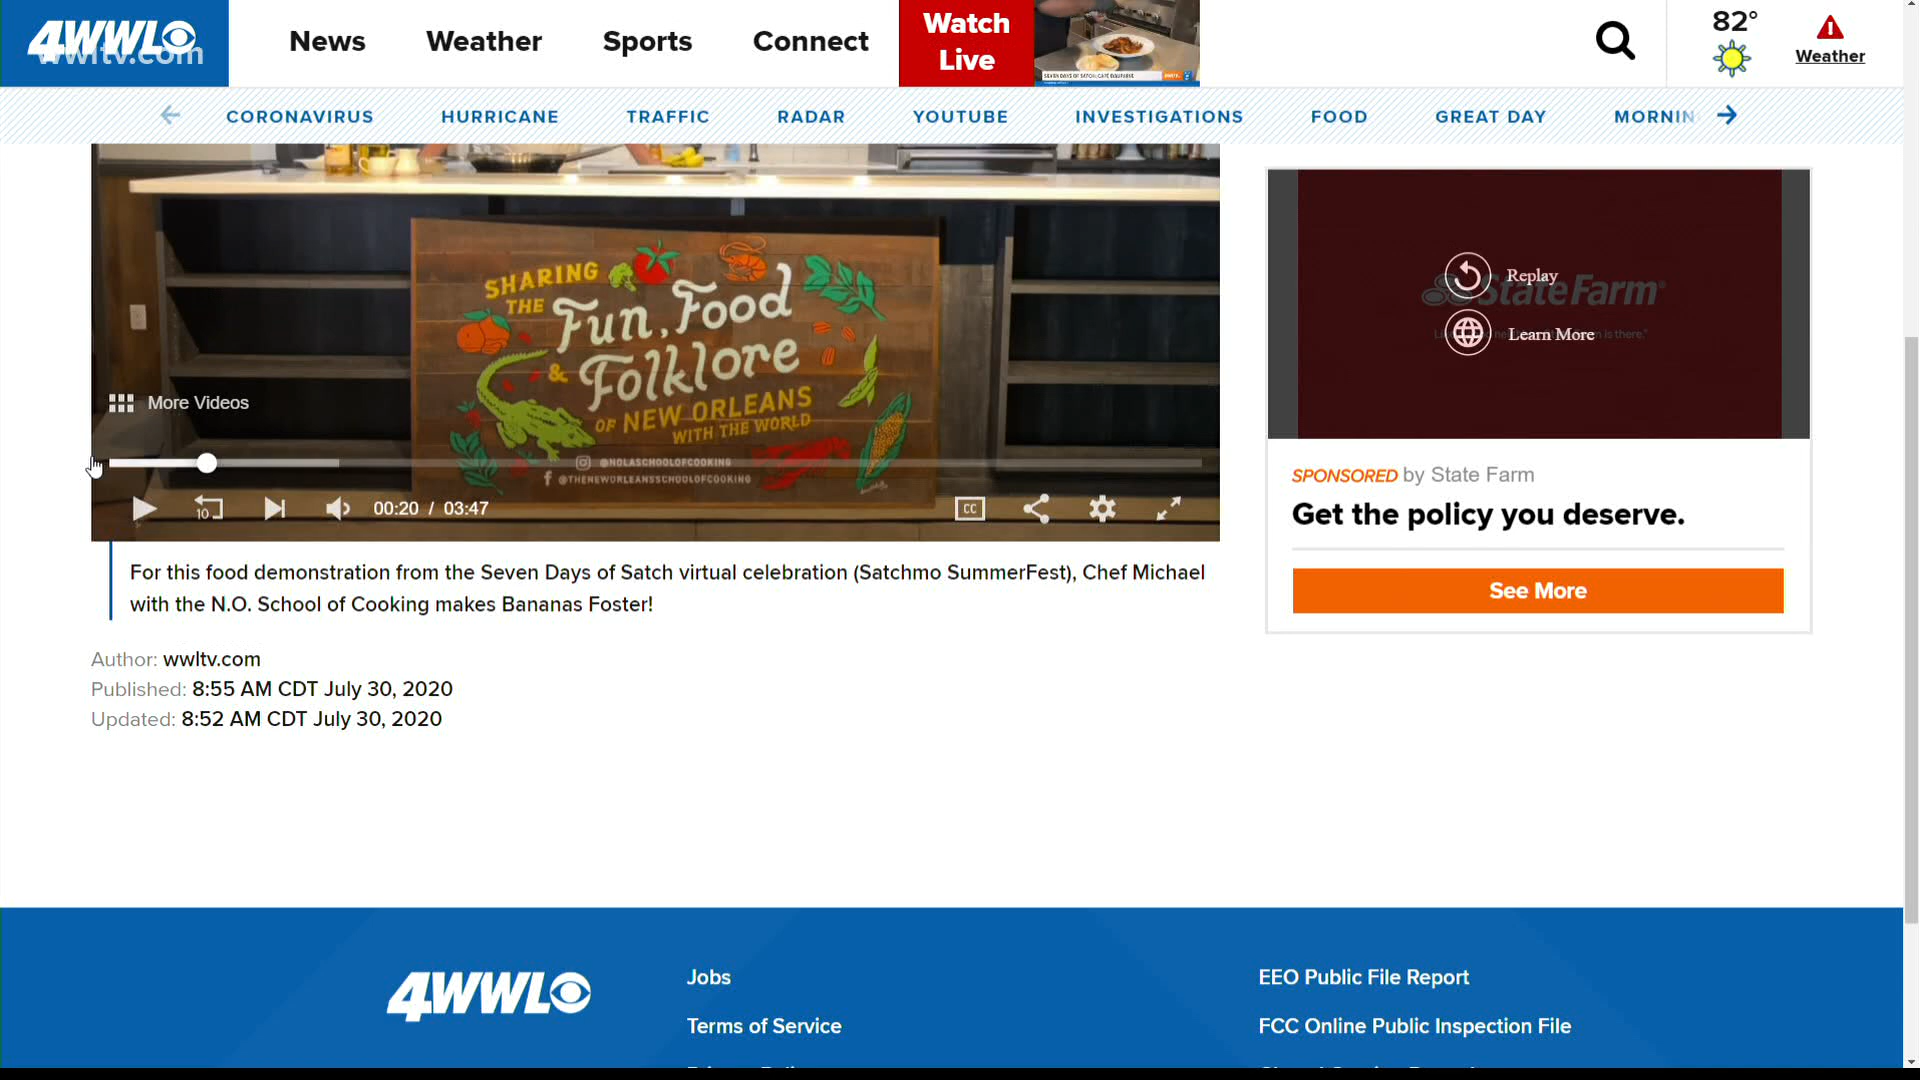 4WWL
wwltv.com
News
Weather
Sports
Connect
Watch
Live
82°
Weather
CORONAVIRUS
HURRICANE
TRAFFIC
RADAR
YOUTUBE
INVESTIGATIONS
FOOD
GREAT DAY
MORNIN
SHARING
THE
Fun, Food
& Folklore
OF NEW ORLEANS
WITH THE WORLD
@NOLASCHOOLOFCOOKING
@THENEWORLEANSSCHOOLOFCOOKING
More Videos
10
00:20 / 03:47
CC
For this food demonstration from the Seven Days of Satch virtual celebration (Satchmo SummerFest), Chef Michael
with the N.O. School of Cooking makes Bananas Foster!
Author: wwltv.com
Published: 8:55 AM CDT July 30, 2020
Updated: 8:52 AM CDT July 30, 2020
Replay
StateFarm®
Learn More
SPONSORED by State Farm
Get the policy you deserve.
See More
4WWL
Jobs
Terms of Service
EEO Public File Report
FCC Online Public Inspection File